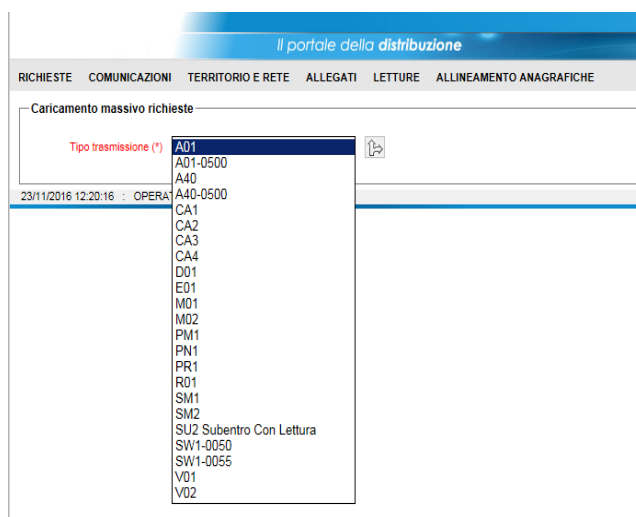 Il portale della distribuzione
RICHIESTE COMUNICAZIONI TERRITORIO E RETE ALLEGATI LETTURE ALLINEAMENTO ANAGRAFICHE
Caricamento massivo richieste
Tipo trasmissione (*) A01
A01-0500
A40
23/11/2016 12:20:16 : OPERAT A40-0500
CA1
CA2
CA3
CA4
D01
E01
M01
M02
PM1
PN1
PR1
R01
SM1
SM2
SU2 Subentro Con Lettura
SW1-0050
SW1-0055
V01
V02